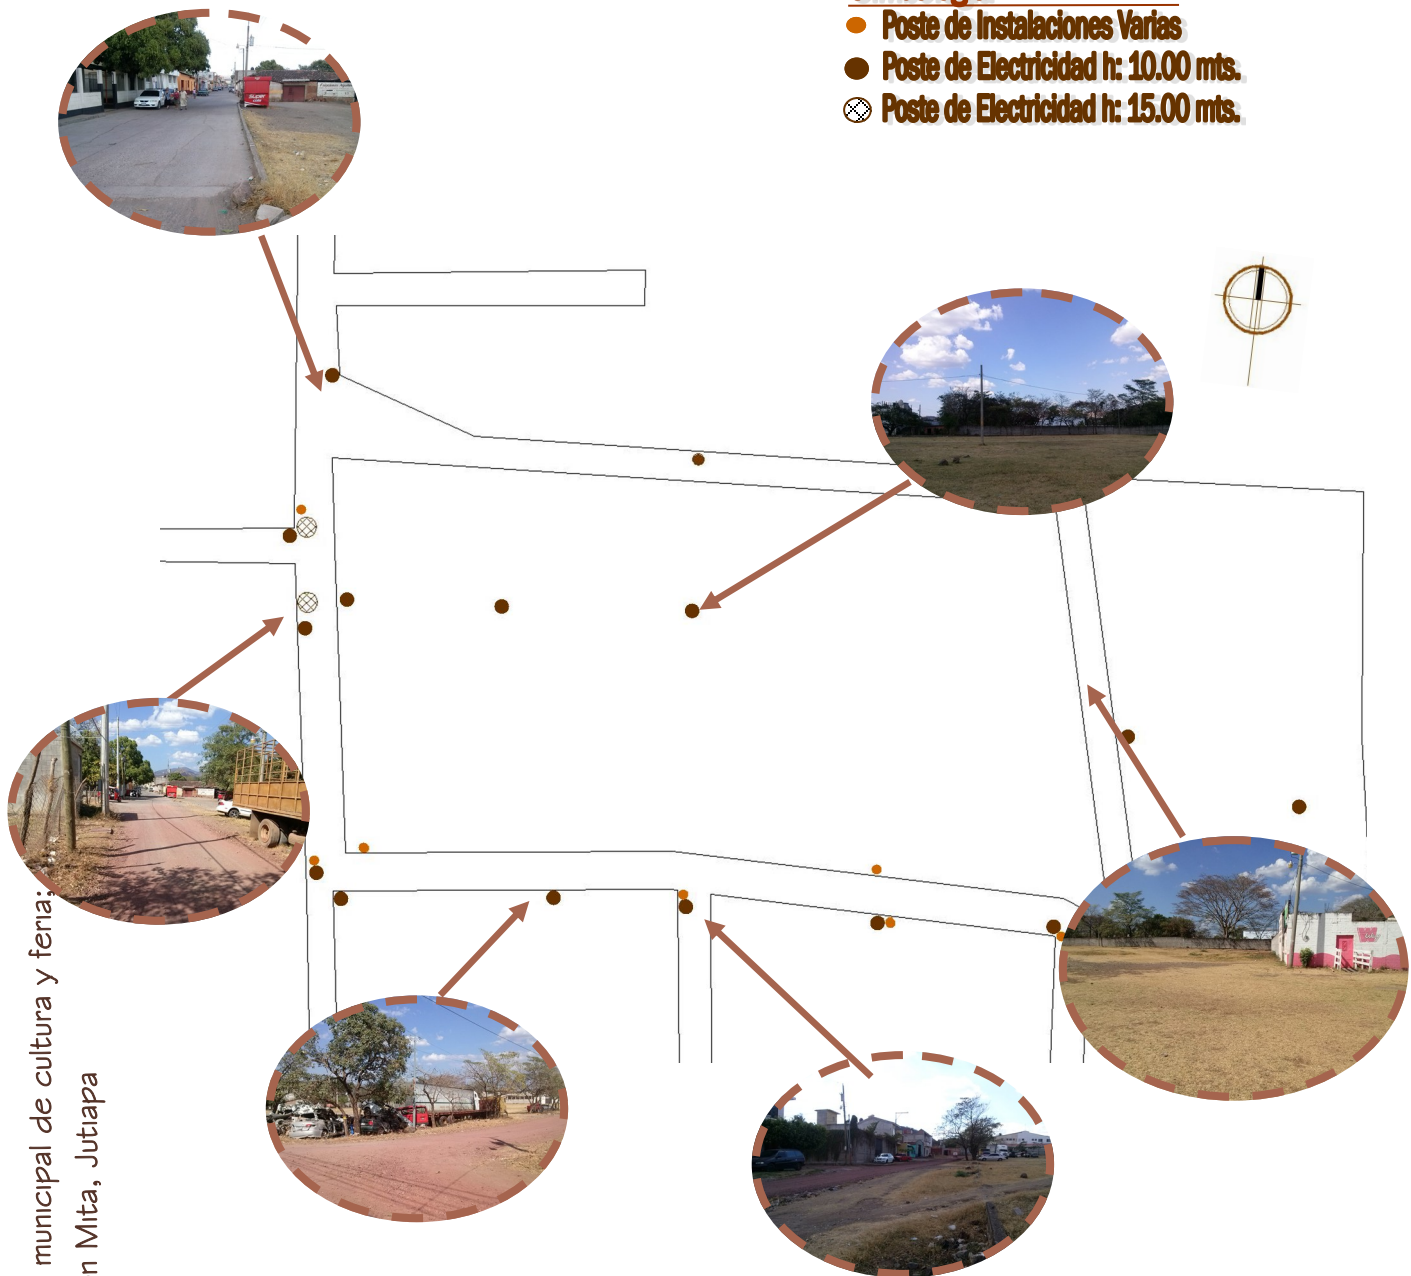 Poste de Instalaciones Varias
Poste de Electricidad h: 10.00 mts.
Poste de Electricidad h: 15.00 mts.
municipal de cultura y feria;
n Mita, Jutiapa